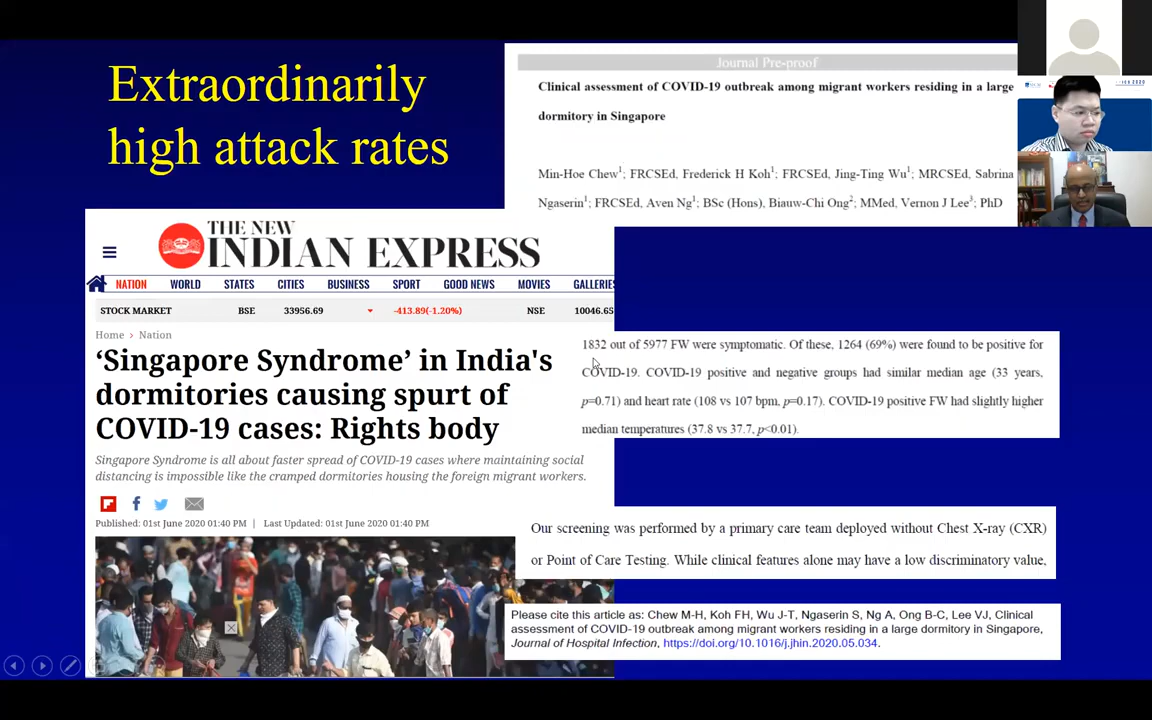 Extraordinarily
high attack rates
Journal Pre-proof
Clinical assessment of COVID-19 outbreak among migrant workers residing in a large
dormitory in Singapore
Min-Hoe Chew1; FRCSEd, Frederick H Koh1; FRCSEd, Jing-Ting Wu1; MRCSEd, Sabrina
Ngaserin1; FRCSEd, Aven Ng1; BSc (Hons), Biauw-Chi Ong2; MMed, Vernon J Lee3; PhD
THE NEW
INDIAN EXPRESS
NATION WORLD STATES CITIES BUSINESS SPORT GOOD NEWS MOVIES GALLERIES
STOCK MARKET BSE 33956.69 -413.89(-1.20%) NSE 10046.65
Home > Nation
‘Singapore Syndrome’ in India's
dormitories causing spurt of
COVID-19 cases: Rights body
Singapore Syndrome is all about faster spread of COVID-19 cases where maintaining social
distancing is impossible like the cramped dormitories housing the foreign migrant workers.
Published: 01st June 2020 01:40 PM | Last Updated: 01st June 2020 01:40 PM
1832 out of 5977 FW were symptomatic. Of these, 1264 (69%) were found to be positive for
COVID-19. COVID-19 positive and negative groups had similar median age (33 years,
p=0.71) and heart rate (108 vs 107 bpm, p=0.17). COVID-19 positive FW had slightly higher
median temperatures (37.8 vs 37.7, p<0.01).
Our screening was performed by a primary care team deployed without Chest X-ray (CXR)
or Point of Care Testing. While clinical features alone may have a low discriminatory value,
Please cite this article as: Chew M-H, Koh FH, Wu J-T, Ngaserin S, Ng A, Ong B-C, Lee VJ, Clinical
assessment of COVID-19 outbreak among migrant workers residing in a large dormitory in Singapore,
Journal of Hospital Infection, https://doi.org/10.1016/j.jhin.2020.05.034.